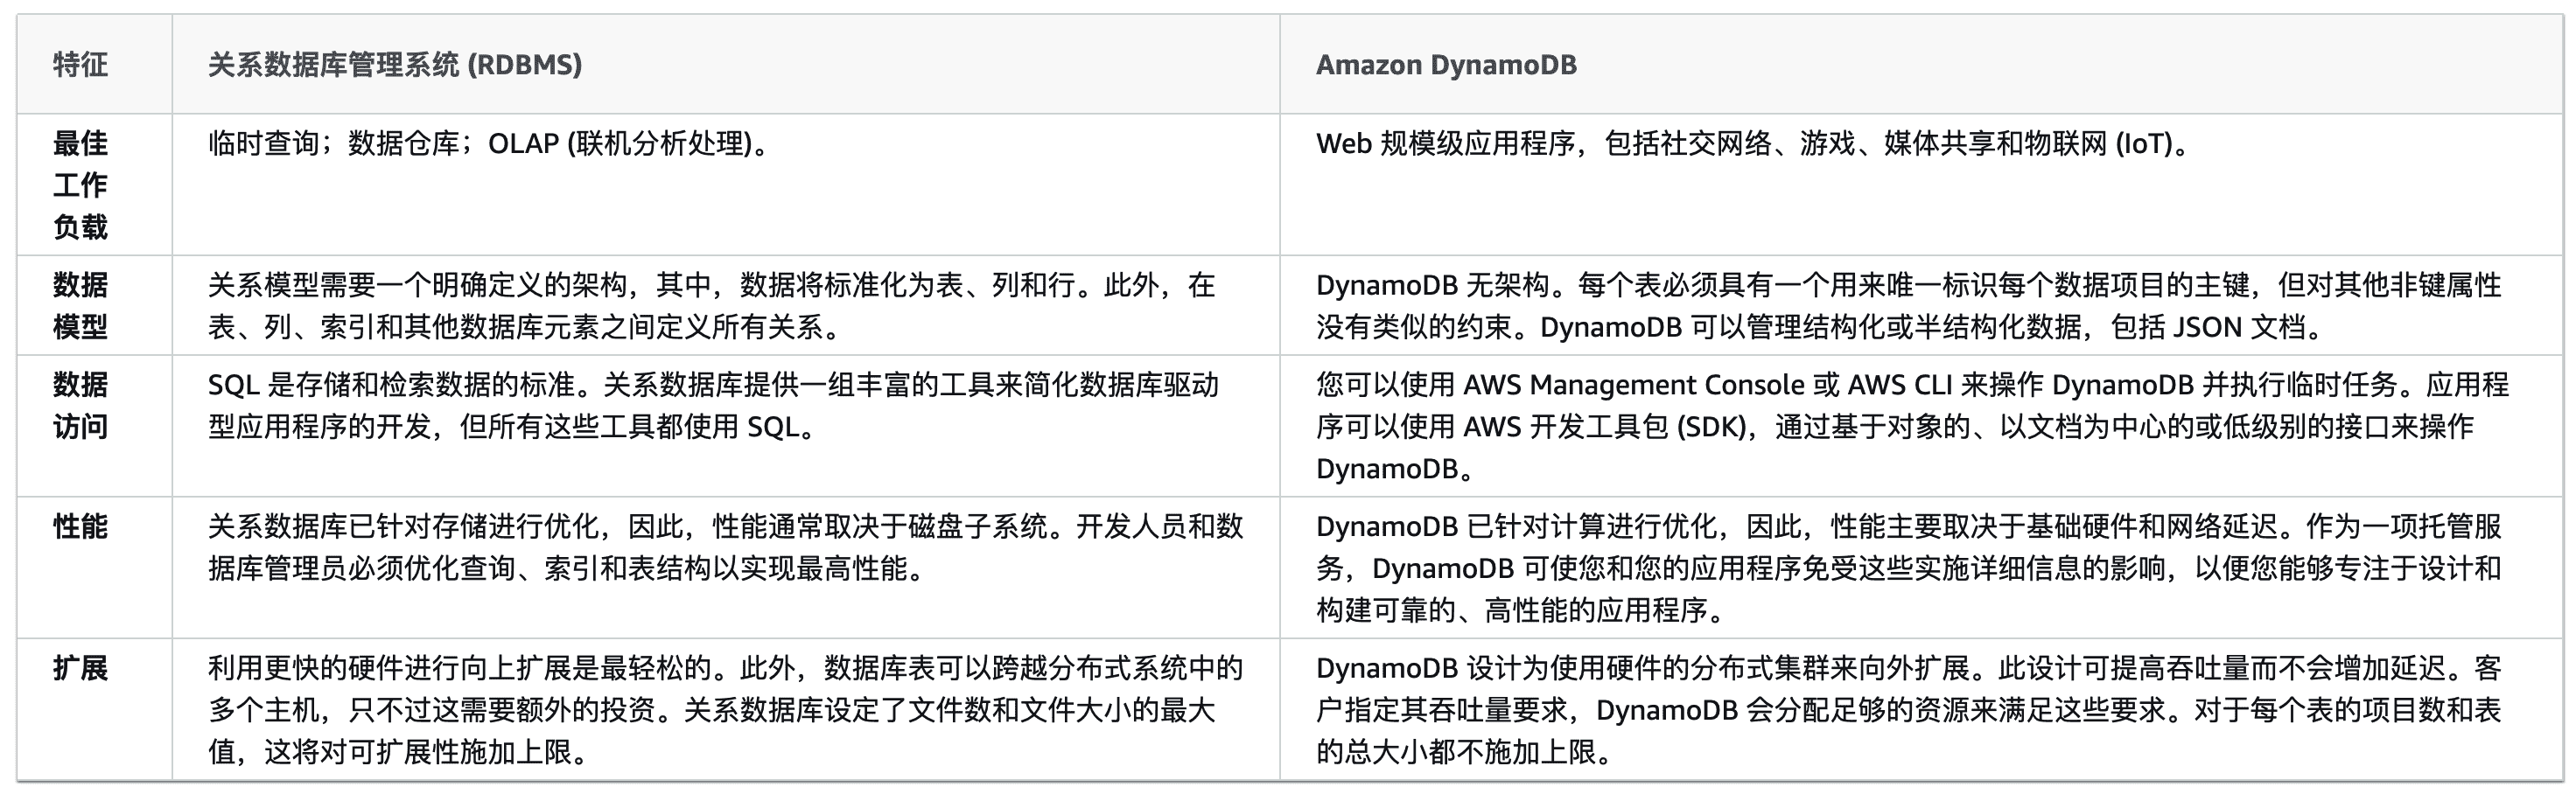 特征
关系数据库管理系统 (RDBMS)
Amazon DynamoDB
最佳
工作
负载
临时查询；数据仓库；OLAP (联机分析处理)。
Web 规模级应用程序，包括社交网络、游戏、媒体共享和物联网 (IoT)。
数据
模型
关系模型需要一个明确定义的架构，其中，数据将标准化为表、列和行。此外，在
表、列、索引和其他数据库元素之间定义所有关系。
DynamoDB 无架构。每个表必须具有一个用来唯一标识每个数据项目的主键，但对其他非键属性
没有类似的约束。DynamoDB 可以管理结构化或半结构化数据，包括 JSON 文档。
数据
访问
SQL 是存储和检索数据的标准。关系数据库提供一组丰富的工具来简化数据库驱动
型应用程序的开发，但所有这些工具都使用 SQL。
您可以使用 AWS Management Console 或 AWS CLI 来操作 DynamoDB 并执行临时任务。应用程
序可以使用 AWS 开发工具包 (SDK)，通过基于对象的、以文档为中心的或低级别的接口来操作
DynamoDB。
性能
关系数据库已针对存储进行优化，因此，性能通常取决于磁盘子系统。开发人员和数
据库管理员必须优化查询、索引和表结构以实现最高性能。
DynamoDB 已针对计算进行优化，因此，性能主要取决于基础硬件和网络延迟。作为一项托管服
务，DynamoDB 可使您和您的应用程序免受这些实施详细信息的影响，以便您能够专注于设计和
构建可靠的、高性能的应用程序。
扩展
利用更快的硬件进行向上扩展是最轻松的。此外，数据库表可以跨越分布式系统中的
多个主机，只不过这需要额外的投资。关系数据库设定了文件数和文件大小的最大
值，这将对可扩展性施加上限。
DynamoDB 设计为使用硬件的分布式集群来向外扩展。此设计可提高吞吐量而不会增加延迟。客
户指定其吞吐量要求，DynamoDB 会分配足够的资源来满足这些要求。对于每个表的项目数和表
的总大小都不施加上限。